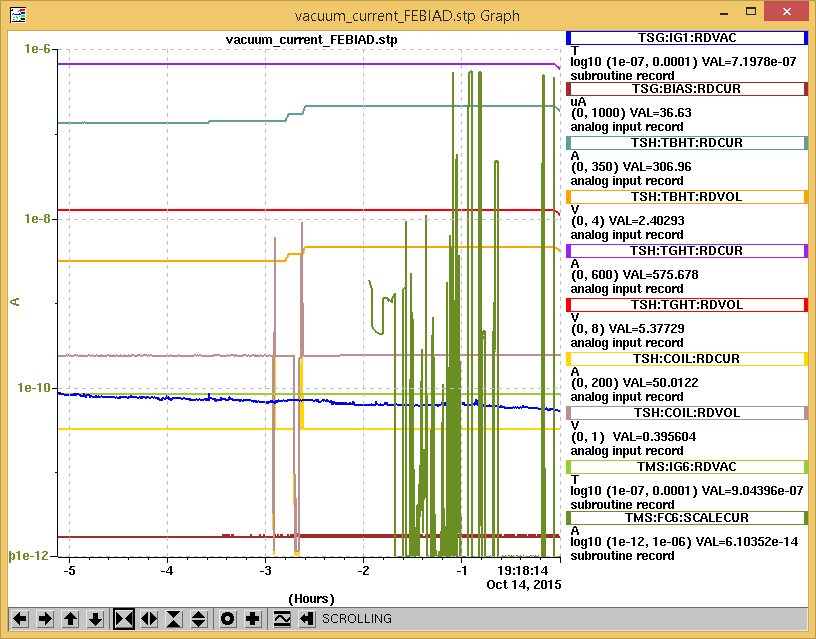 vacuum_current_FEBIAD.stp Graph
vacuum_current_FEBIAD.stp
1e-6
1e-8
A
1e-10
1e-12
-5
-4
-3
-2
-1
19:18:14
Oct 14, 2015
(Hours)
TSG:IG1:RDVAC
T
log10 (1e-07, 0.0001) VAL=7.1978e-07
subroutine record
TSG:BIAS:RDCUR
uA
(0, 1000) VAL=36.63
analog input record
TSH:TBHT:RDCUR
A
(0, 350) VAL=306.96
analog input record
TSH:TBHT:RDVOL
V
(0, 4) VAL=2.40293
analog input record
TSH:TGHT:RDCUR
A
(0, 600) VAL=575.678
analog input record
TSH:TGHT:RDVOL
V
(0, 8) VAL=5.37729
analog input record
TSH:COIL:RDCUR
A
(0, 200) VAL=50.0122
analog input record
TSH:COIL:RDVOL
V
(0, 1) VAL=0.395604
analog input record
TMS:IG6:RDVAC
T
log10 (1e-07, 0.0001) VAL=9.04396e-07
subroutine record
TMS:FC6:SCALECUR
A
log10 (1e-12, 1e-06) VAL=6.10352e-14
subroutine record
SCROLLING